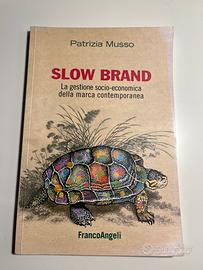 Patrizia Musso
SLOW BRAND
La gestione socio-economica
della marca contemporanea
FrancoAngeli